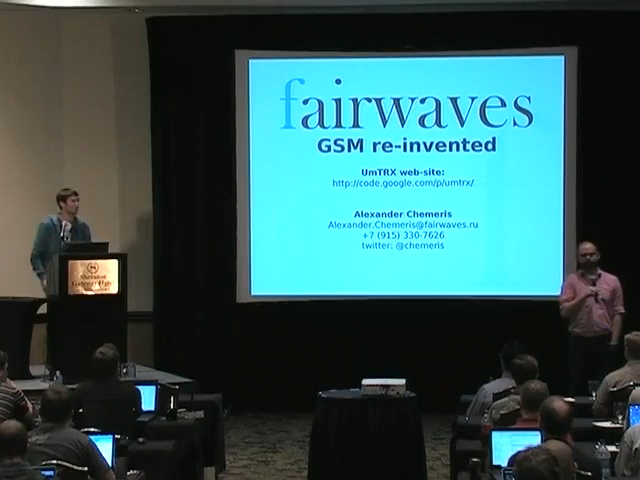 fairwaves
GSM re-invented
UmTRX web-site:
http://code.google.com/p/umtrx/
Alexander Chemeris
Alexander.Chemeris@fairwaves.ru
+7 (915) 330-7626
twitter: @chemeris
Sheraton
Gateway